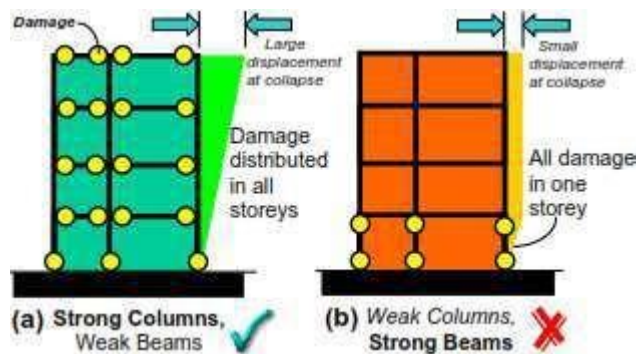 Damage
Large
displacement
at collapse
Damage
distributed
in all
storeys
(a) Strong Columns,
Weak Beams
Small
displacement
at collapse
All damage
in one
storey
(b) Weak Columns,
Strong Beams